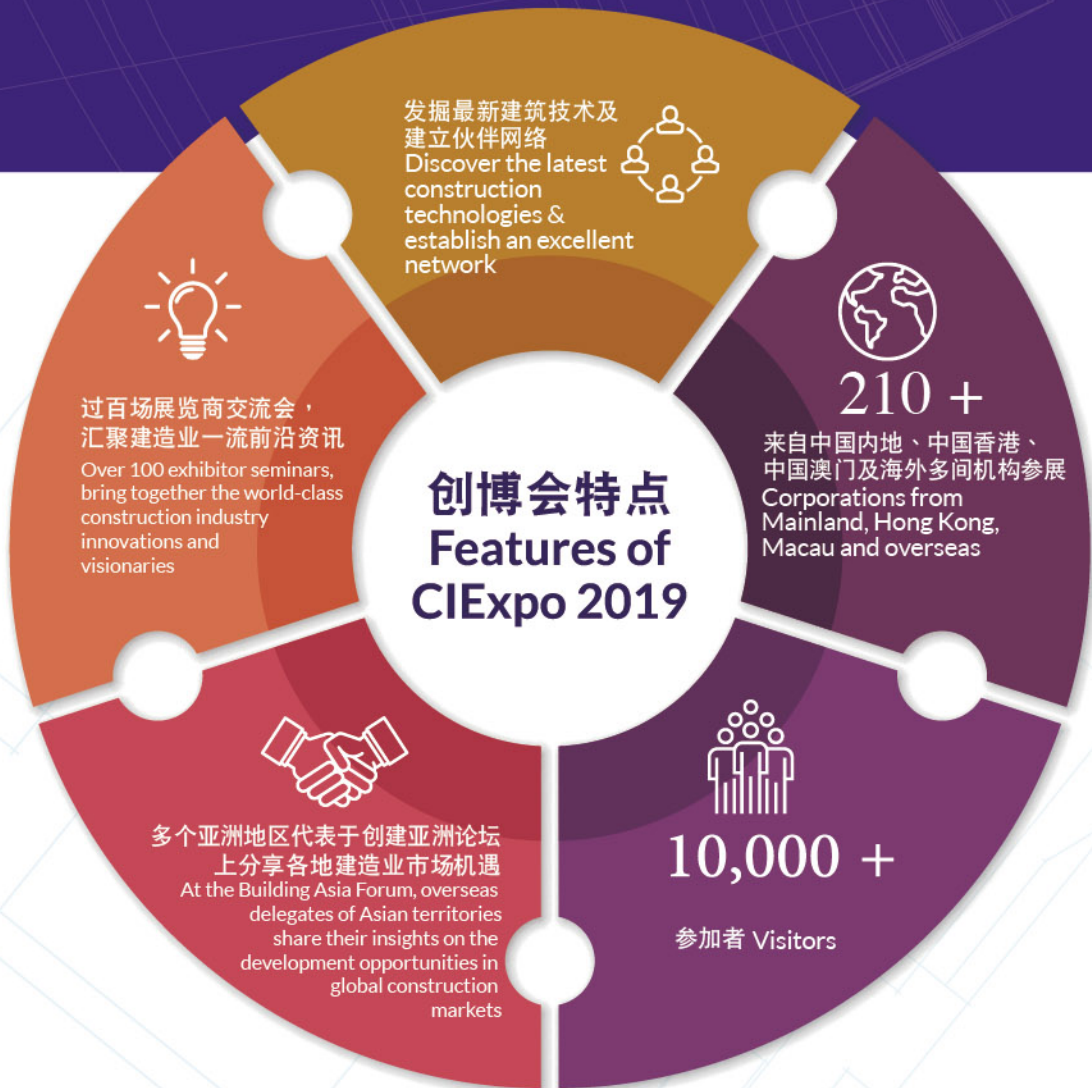 发掘最新建筑技术及
建立伙伴网络
Discover the latest
construction
technologies &
establish an excellent
network
210 +
来自中国内地、中国香港、
中国澳门及海外多间机构参展
Corporations from
Mainland, Hong Kong,
Macau and overseas
过百场展览商交流会，
汇聚建造业一流前沿资讯
Over 100 exhibitor seminars,
bring together the world-class
construction industry
innovations and
visionaries
创博会特点
Features of
CIExpo 2019
多个亚洲地区代表于创建亚洲论坛
上分享各地建造业市场机遇
At the Building Asia Forum, overseas
delegates of Asian territories
share their insights on the
development opportunities in
global construction
markets
10,000 +
参加者 Visitors